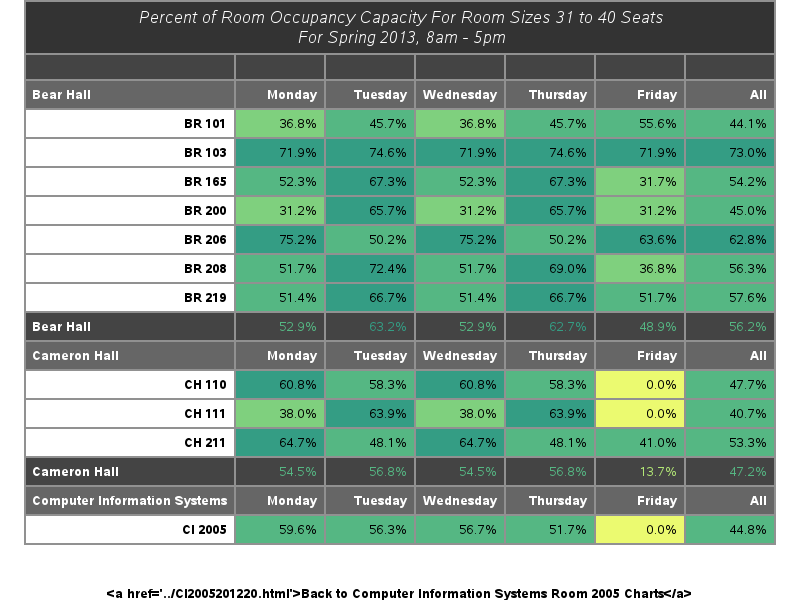 Percent of Room Occupancy Capacity For Room Sizes 31 to 40 Seats
For Spring 2013, 8am - 5pm
Bear Hall Monday Tuesday Wednesday Thursday Friday All
BR 101 36.8% 45.7% 36.8% 45.7% 55.6% 44.1%
BR 103 71.9% 74.6% 71.9% 74.6% 71.9% 73.0%
BR 165 52.3% 67.3% 52.3% 67.3% 31.7% 54.2%
BR 200 31.2% 65.7% 31.2% 65.7% 31.2% 45.0%
BR 206 75.2% 50.2% 75.2% 50.2% 63.6% 62.8%
BR 208 51.7% 72.4% 51.7% 69.0% 36.8% 56.3%
BR 219 51.4% 66.7% 51.4% 66.7% 51.7% 57.6%
Bear Hall 52.9% 63.2% 52.9% 62.7% 48.9% 56.2%
Cameron Hall Monday Tuesday Wednesday Thursday Friday All
CH 110 60.8% 58.3% 60.8% 58.3% 0.0% 47.7%
CH 111 38.0% 63.9% 38.0% 63.9% 0.0% 40.7%
CH 211 64.7% 48.1% 64.7% 48.1% 41.0% 53.3%
Cameron Hall 54.5% 56.8% 54.5% 56.8% 13.7% 47.2%
Computer Information Systems Monday Tuesday Wednesday Thursday Friday All
CI 2005 59.6% 56.3% 56.7% 51.7% 0.0% 44.8%
<a href='../CI2005201220.html'>Back to Computer Information Systems Room 2005 Charts</a>